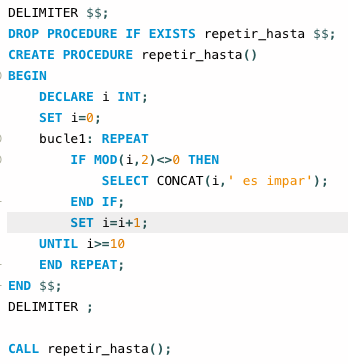 DELIMITER $$;
DROP PROCEDURE IF EXISTS repetir_hasta $$;
CREATE PROCEDURE repetir_hasta()
BEGIN
    DECLARE i INT;
    SET i=0;
    bucle1: REPEAT
        IF MOD(i,2)<>0 THEN
            SELECT CONCAT(i,' es impar');
        END IF;
        SET i=i+1;
    UNTIL i>=10
    END REPEAT;
END $$;
DELIMITER ;

CALL repetir_hasta();